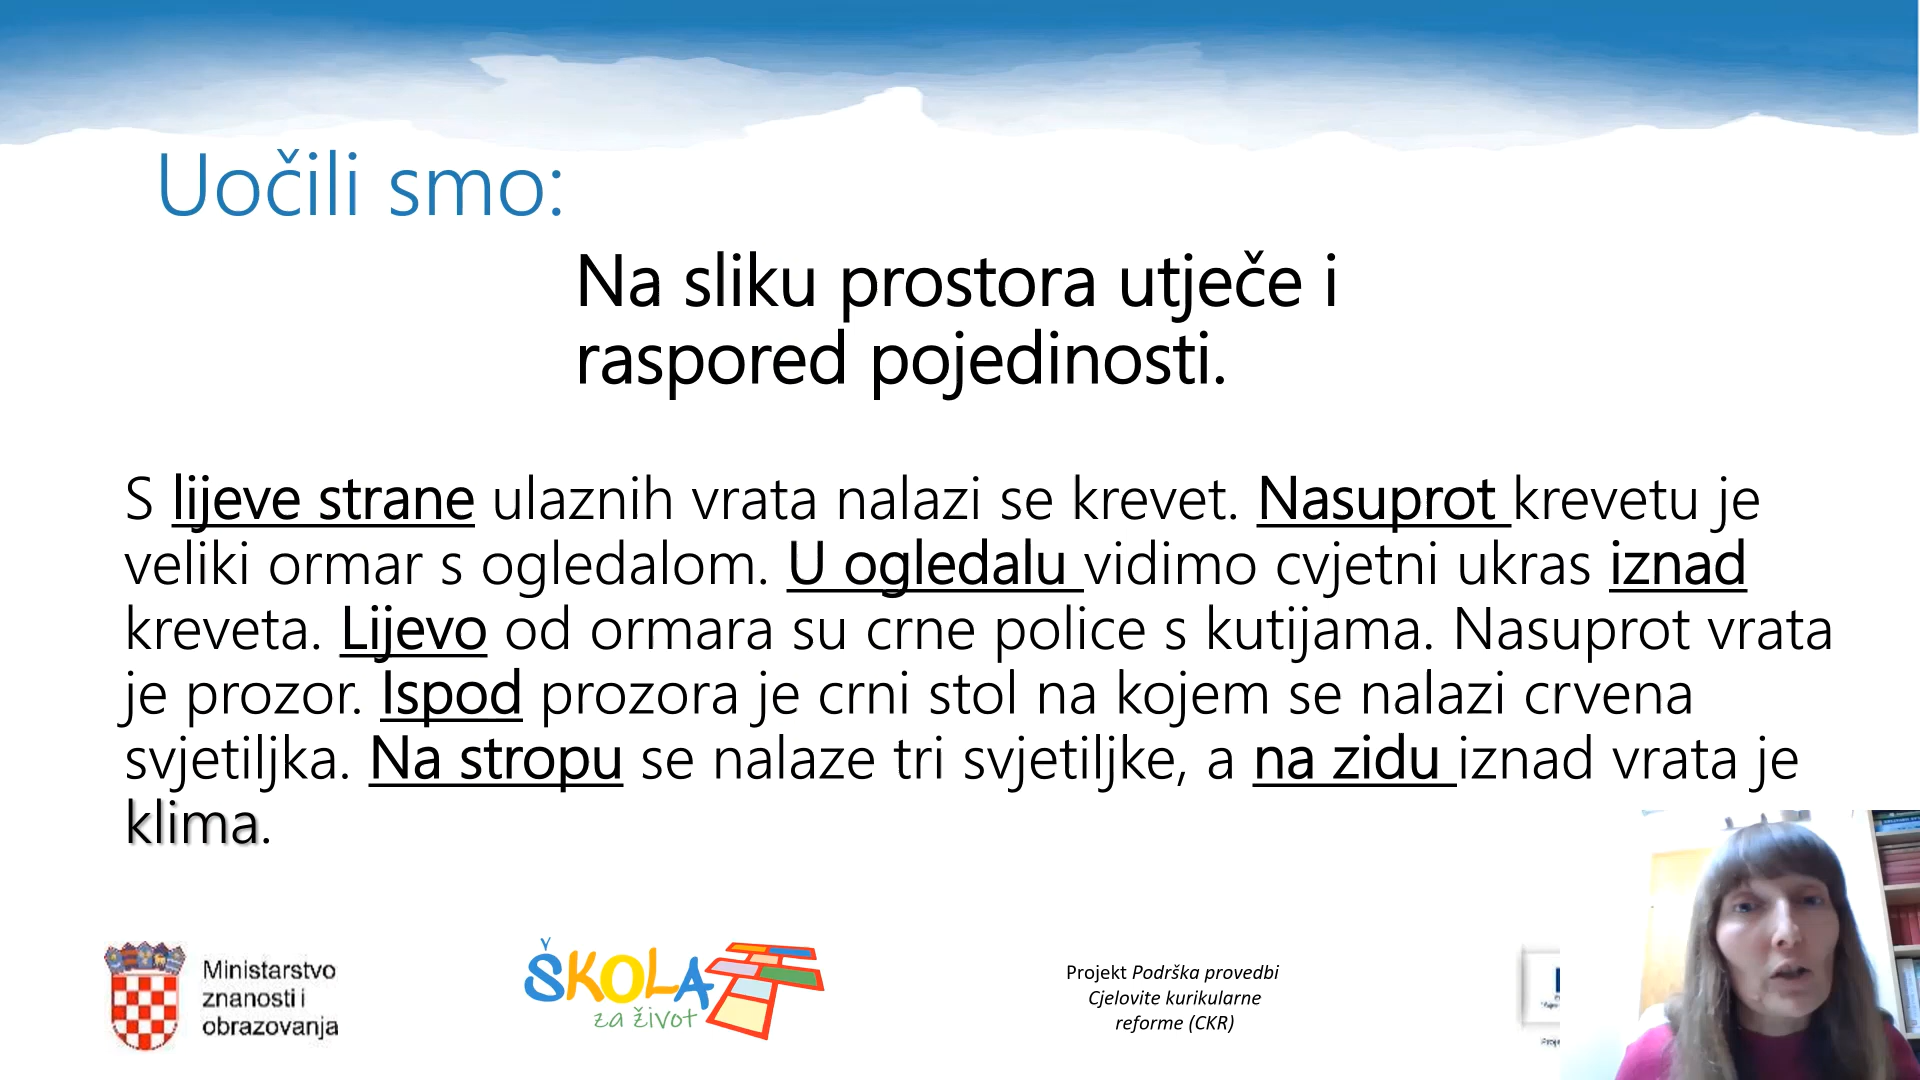 Uočili smo:
Na sliku prostora utječe i
raspored pojedinosti.
S lijeve strane ulaznih vrata nalazi se krevet. Nasuprot krevetu je
veliki ormar s ogledalom. U ogledalu vidimo cvjetni ukras iznad
kreveta. Lijevo od ormara su crne police s kutijama. Nasuprot vrata
je prozor. Ispod prozora je crni stol na kojem se nalazi crvena
svjetiljka. Na stropu se nalaze tri svjetiljke, a na zidu iznad vrata je
klima.
Ministarstvo
znanosti i
obrazovanja
ŠKOLA
za život
Projekt Podrška provedbi
Cjelovite kurikularne
reforme (CKR)